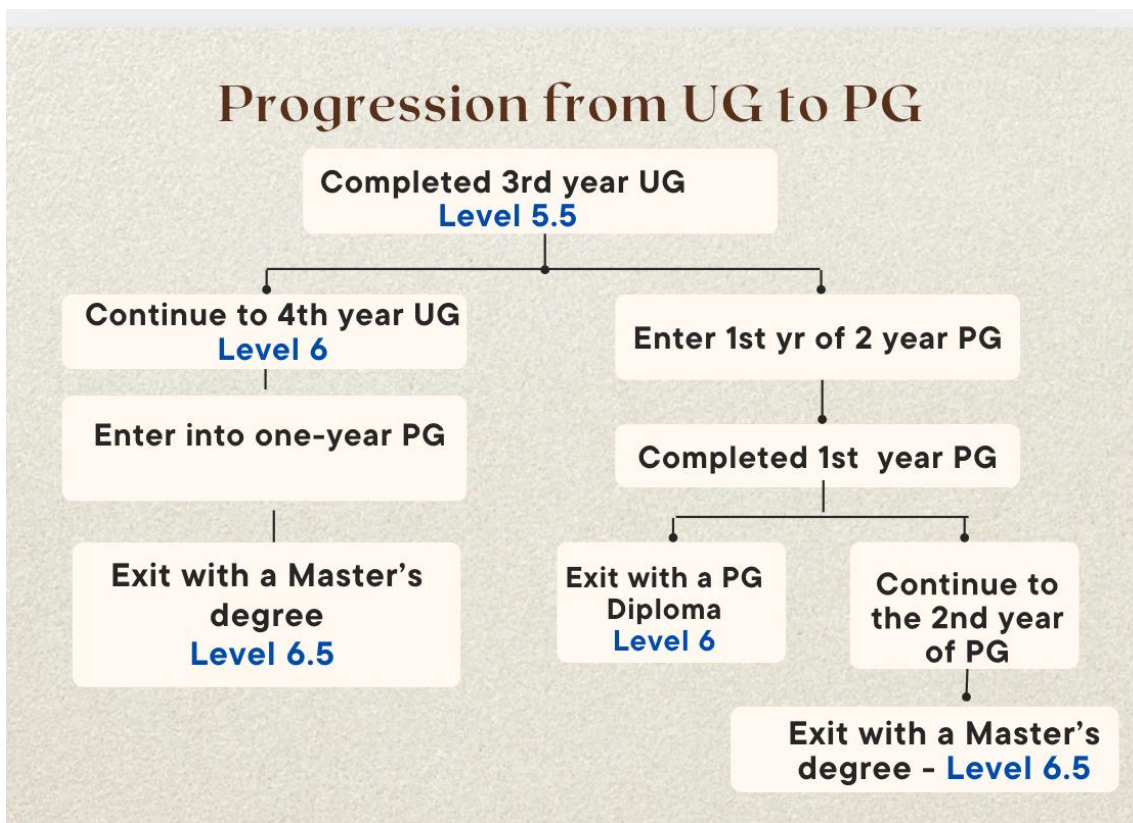 Progression from UG to PG
Completed 3rd year UG
Level 5.5
Continue to 4th year UG
Level 6
Enter into one-year PG
Exit with a Master's
degree
Level 6.5
Enter 1st yr of 2 year PG
Completed 1st year PG
Exit with a PG
Diploma
Level 6
Continue to
the 2nd year
of PG
Exit with a Master's
degree - Level 6.5